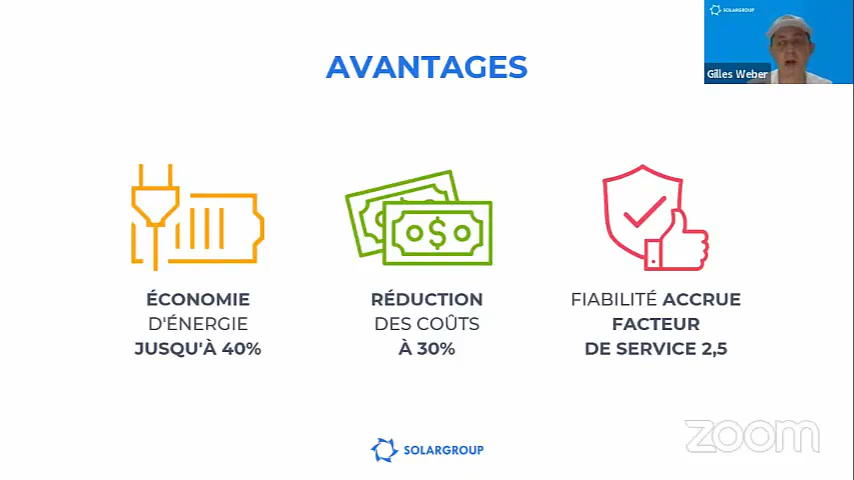 SOLARGROUP
Gilles Weber
AVANTAGES
$
ÉCONOMIE
D'ÉNERGIE
JUSQU'À 40%
RÉDUCTION
DES COÛTS
À 30%
FIABILITÉ ACCRUE
FACTEUR
DE SERVICE 2,5
SOLARGROUP
zoom